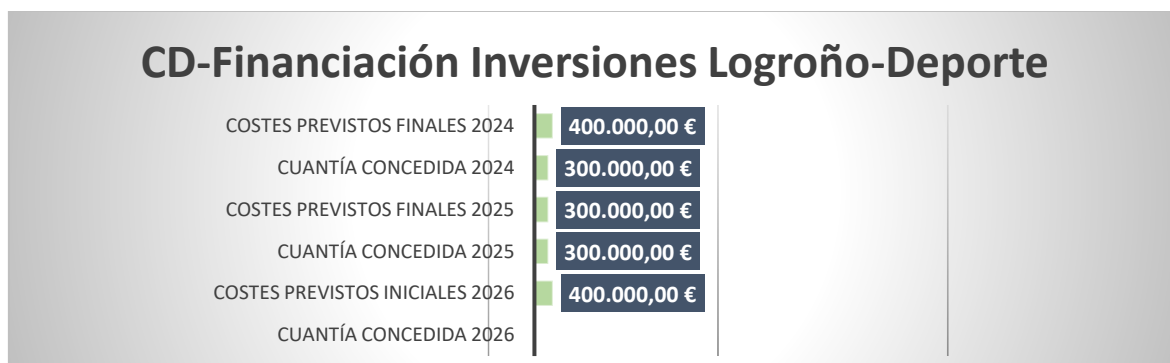 CD-Financiación Inversiones Logroño-Deporte
COSTES PREVISTOS FINALES 2024 400.000,00 €
CUANTÍA CONCEDIDA 2024 300.000,00 €
COSTES PREVISTOS FINALES 2025 300.000,00 €
CUANTÍA CONCEDIDA 2025 300.000,00 €
COSTES PREVISTOS INICIALES 2026 400.000,00 €
CUANTÍA CONCEDIDA 2026